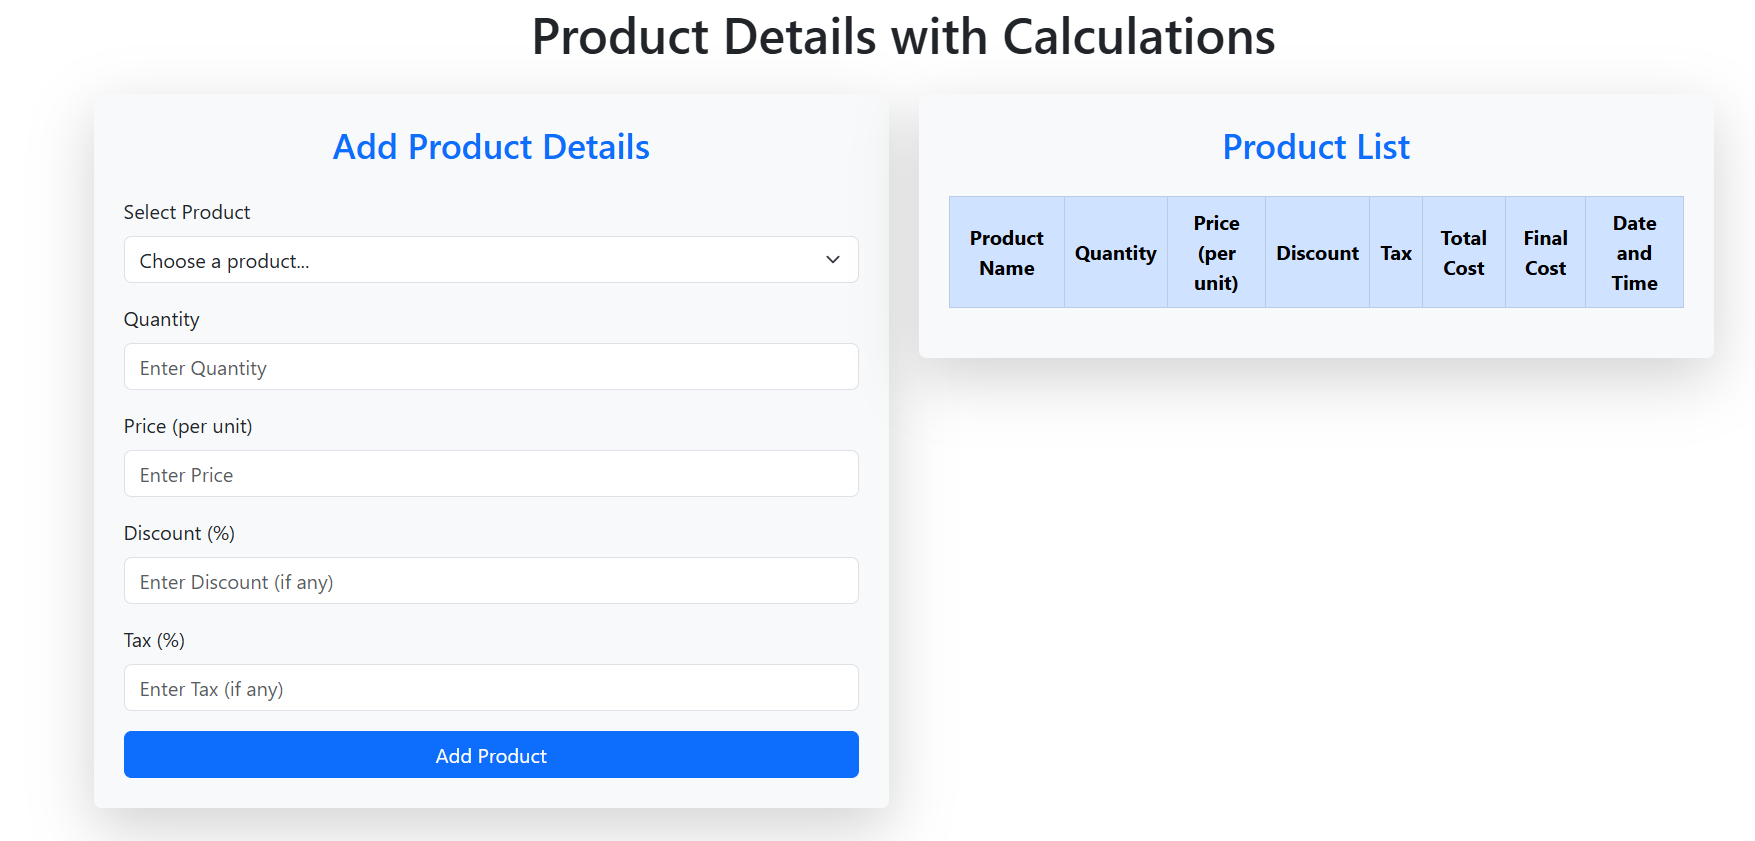 Product Details with Calculations
Add Product Details
Select Product
Choose a product...
Quantity
Enter Quantity
Price (per unit)
Enter Price
Discount (%)
Enter Discount (if any)
Tax (%)
Enter Tax (if any)
Add Product
Product List
Product
Name
Quantity
Price
(per
unit)
Discount
Tax
Total
Cost
Final
Cost
Date
and
Time